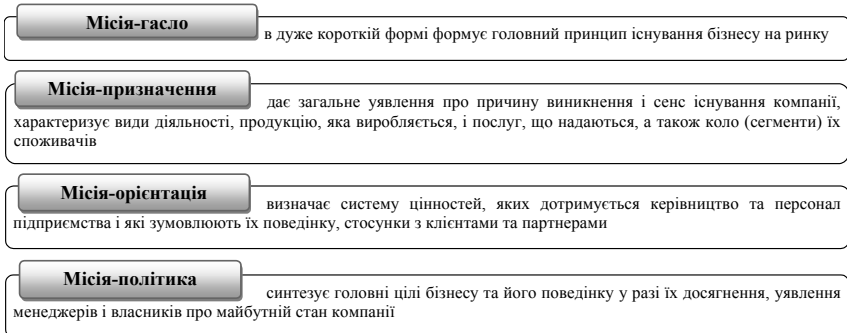 Місія-гасло
в дуже короткій формі формує головний принцип існування бізнесу на ринку
Місія-призначення
дає загальне уявлення про причину виникнення і сенс існування компанії,
характеризує види діяльності, продукцію, яка виробляється, і послуг, що надаються, а також коло (сегменти) їх
споживачів
Місія-орієнтація
визначає систему цінностей, яких дотримується керівництво та персонал
підприємства і які зумовлюють їх поведінку, стосунки з клієнтами та партнерами
Місія-політика
синтезує головні цілі бізнесу та його поведінку у разі їх досягнення, уявлення
менеджерів і власників про майбутній стан компанії